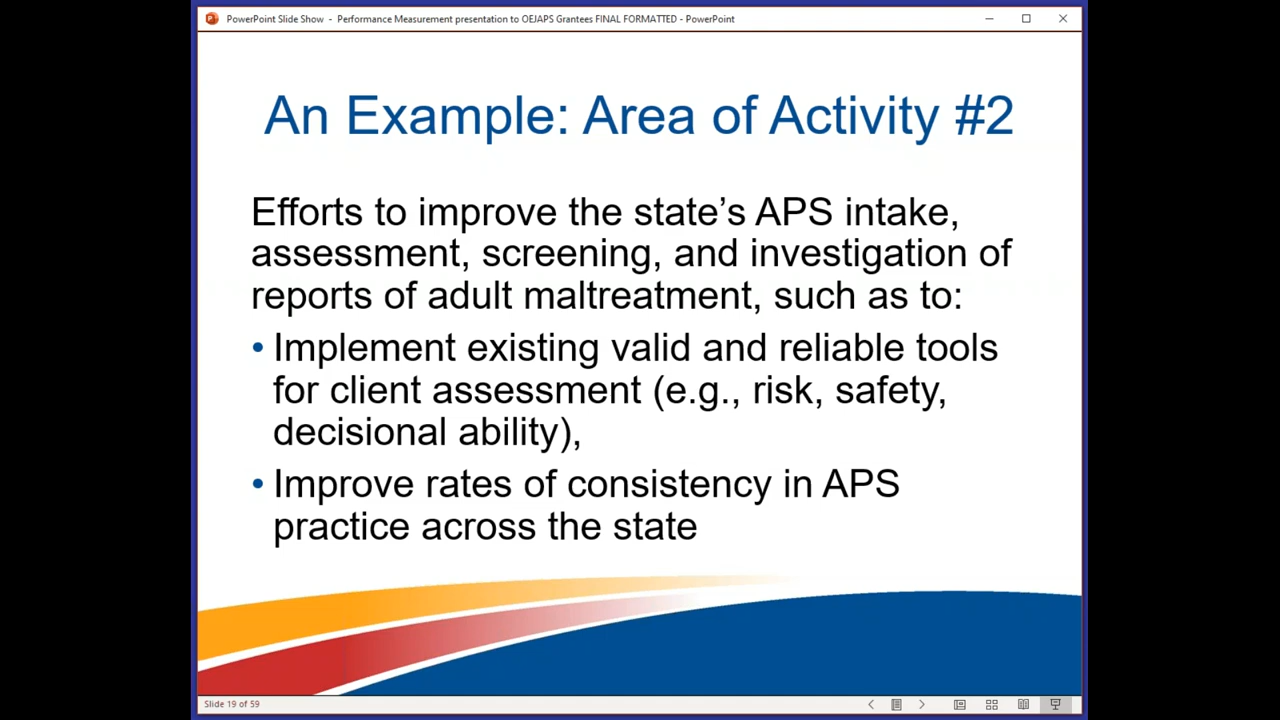 PowerPoint Slide Show - Performance Measurement presentation to OEJAPS Grantees FINAL FORMATTED - PowerPoint
An Example: Area of Activity #2
Efforts to improve the state’s APS intake,
assessment, screening, and investigation of
reports of adult maltreatment, such as to:
• Implement existing valid and reliable tools
for client assessment (e.g., risk, safety,
decisional ability),
• Improve rates of consistency in APS
practice across the state
Slide 19 of 59